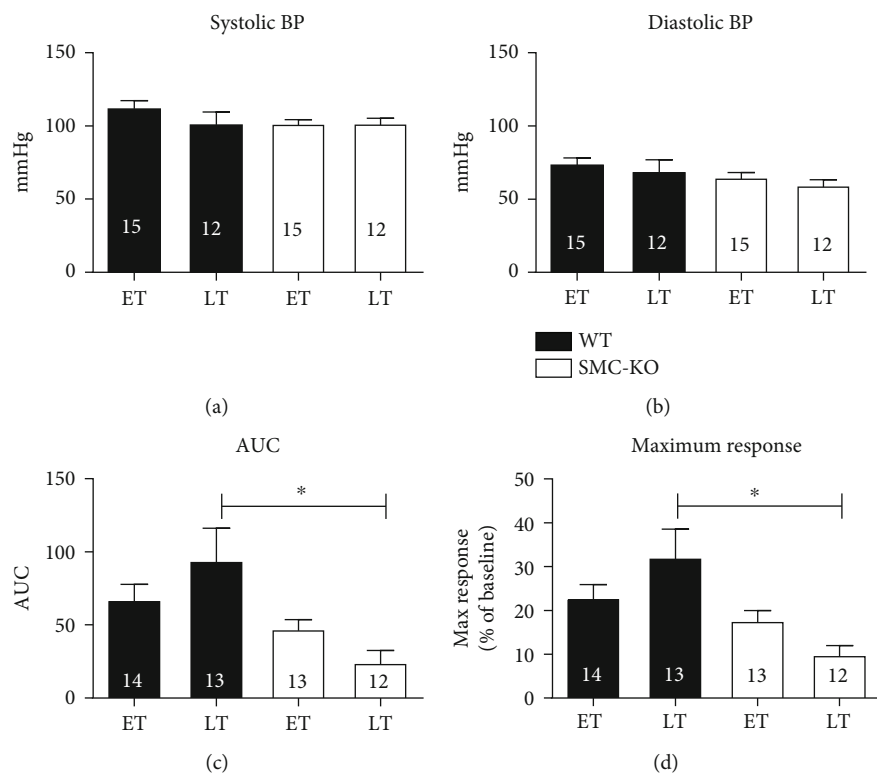 Systolic BP
150
100
50
0
mmHg
15
12
15
12
ET
LT
ET
LT
(a)
Diastolic BP
150
100
50
0
mmHg
15
12
15
12
ET
LT
ET
LT
WT
SMC-KO
(b)
AUC
150
100
50
0
AUC
*
14
13
13
12
ET
LT
ET
LT
(c)
Maximum response
50
40
30
20
10
0
Max response
(% of baseline)
*
14
13
13
12
ET
LT
ET
LT
(d)